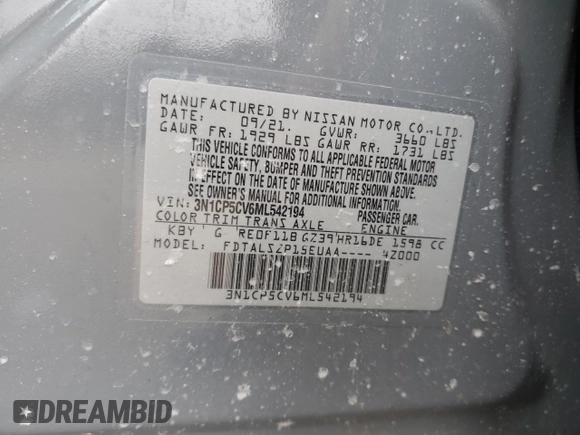 MANUFACTURED BY NISSAN MOTOR CO.,LTD.
DATE: 09/21. GVWR: 3660 LBS
GAWR FR: 1929 LBS GAWR RR: 1731 LBS
THIS VEHICLE CONFORMS TO ALL APPLICABLE FEDERAL MOTOR
VEHICLE SAFETY, BUMPER AND THEFT PREVENTION STANDARDS
IN EFFECT ON THE DATE OF MANUFACTURE SHOWN ABOVE.
SEE OWNER'S MANUAL FOR ADDITIONAL INFORMATION
VIN: 3N1CP5CV6ML542194 PASSENGER CAR.
COLOR TRIM TRANS AXLE ENGINE
KBY G RE0F11B GZ39 HR16DE 1598 CC
MODEL: FDTALSZP15EUAA---- 4Z000
3N1CP5CV6ML542194
DREAMBID